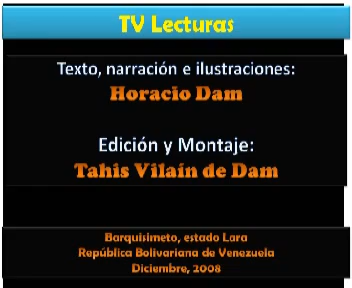 TV Lecturas
Texto, narración e ilustraciones:
Horacio Dam
Edición y Montaje:
Tahis Vilain de Dam
Barquisimeto, estado Lara
República Bolivariana de Venezuela
Diciembre, 2008